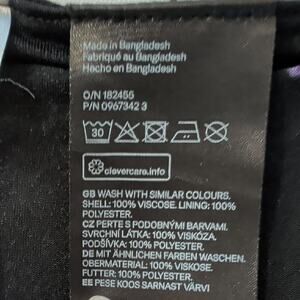 Made in Bangladesh
Fabriqué au Bangladesh
Hecho en Bangladesh
O/N 182455
P/N 0967342 3
30
clevercare.info
GB WASH WITH SIMILAR COLOURS.
SHELL: 100% VISCOSE. LINING: 100%
POLYESTER.
CZ PERTE S PODOBNÝMI BARVAMI.
SVRCHNÍ LÁTKA: 100% VISKÓZA.
PODŠÍVKA: 100% POLYESTER.
DE MIT ÄHNLICHEN FARBEN WASCHEN.
OBERMATERIAL: 100% VISKOSE.
FUTTER: 100% POLYESTER.
EE PESE KOOS SARNAST VÄRVI